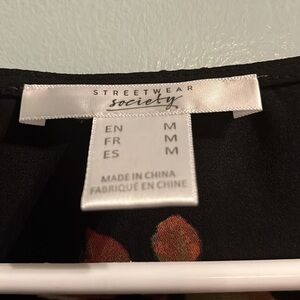 STREETWEAR
society
EN M
FR M
ES M
MADE IN CHINA
FABRIQUÉ EN CHINE